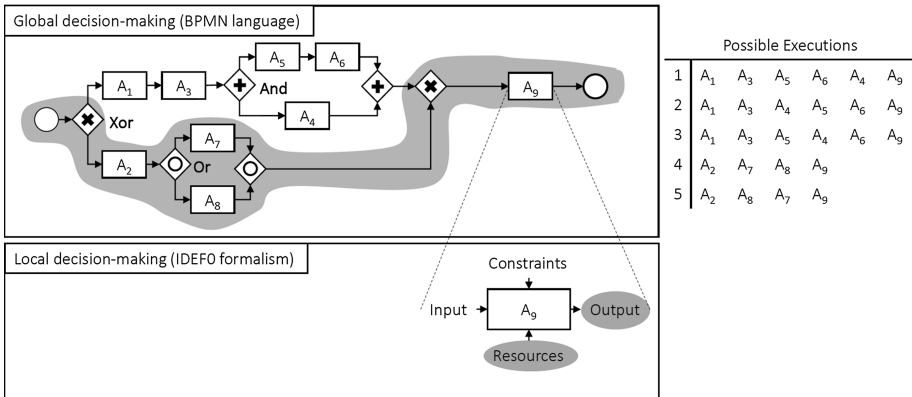 Global decision-making (BPMN language)
A5 A6
A1 A3 And
A4
Xor
A7
A2 Or
A8
A9
Local decision-making (IDEF0 formalism)
Constraints
Input A9 Output
Resources
Possible Executions
1 A1 A3 A5 A6 A4 A9
2 A1 A3 A4 A5 A6 A9
3 A1 A3 A5 A4 A6 A9
4 A2 A7 A8 A9
5 A2 A8 A7 A9